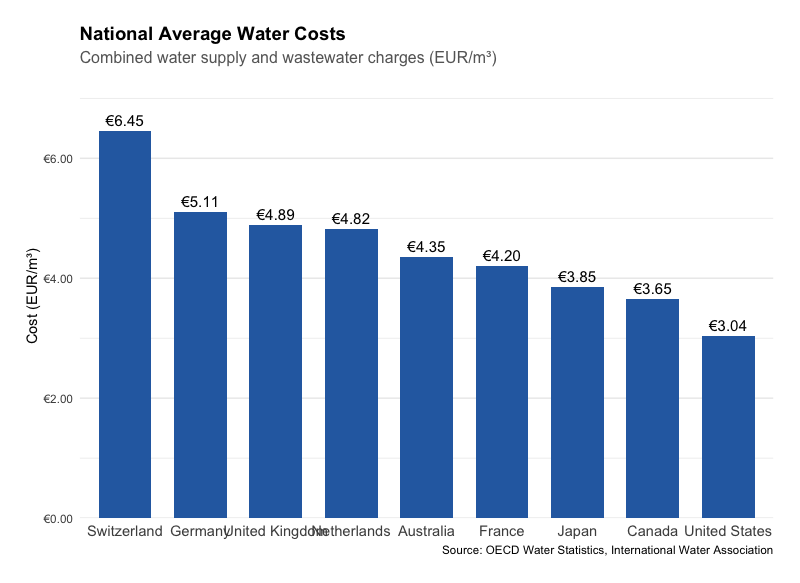 National Average Water Costs
Combined water supply and wastewater charges (EUR/m³)
€6.45
€5.11
€4.89
€4.82
€4.35
€4.20
€3.85
€3.65
€3.04
€6.00
€4.00
€2.00
€0.00
Cost (EUR/m³)
Switzerland Germany United Kingdom Netherlands Australia France Japan Canada United States
Source: OECD Water Statistics, International Water Association